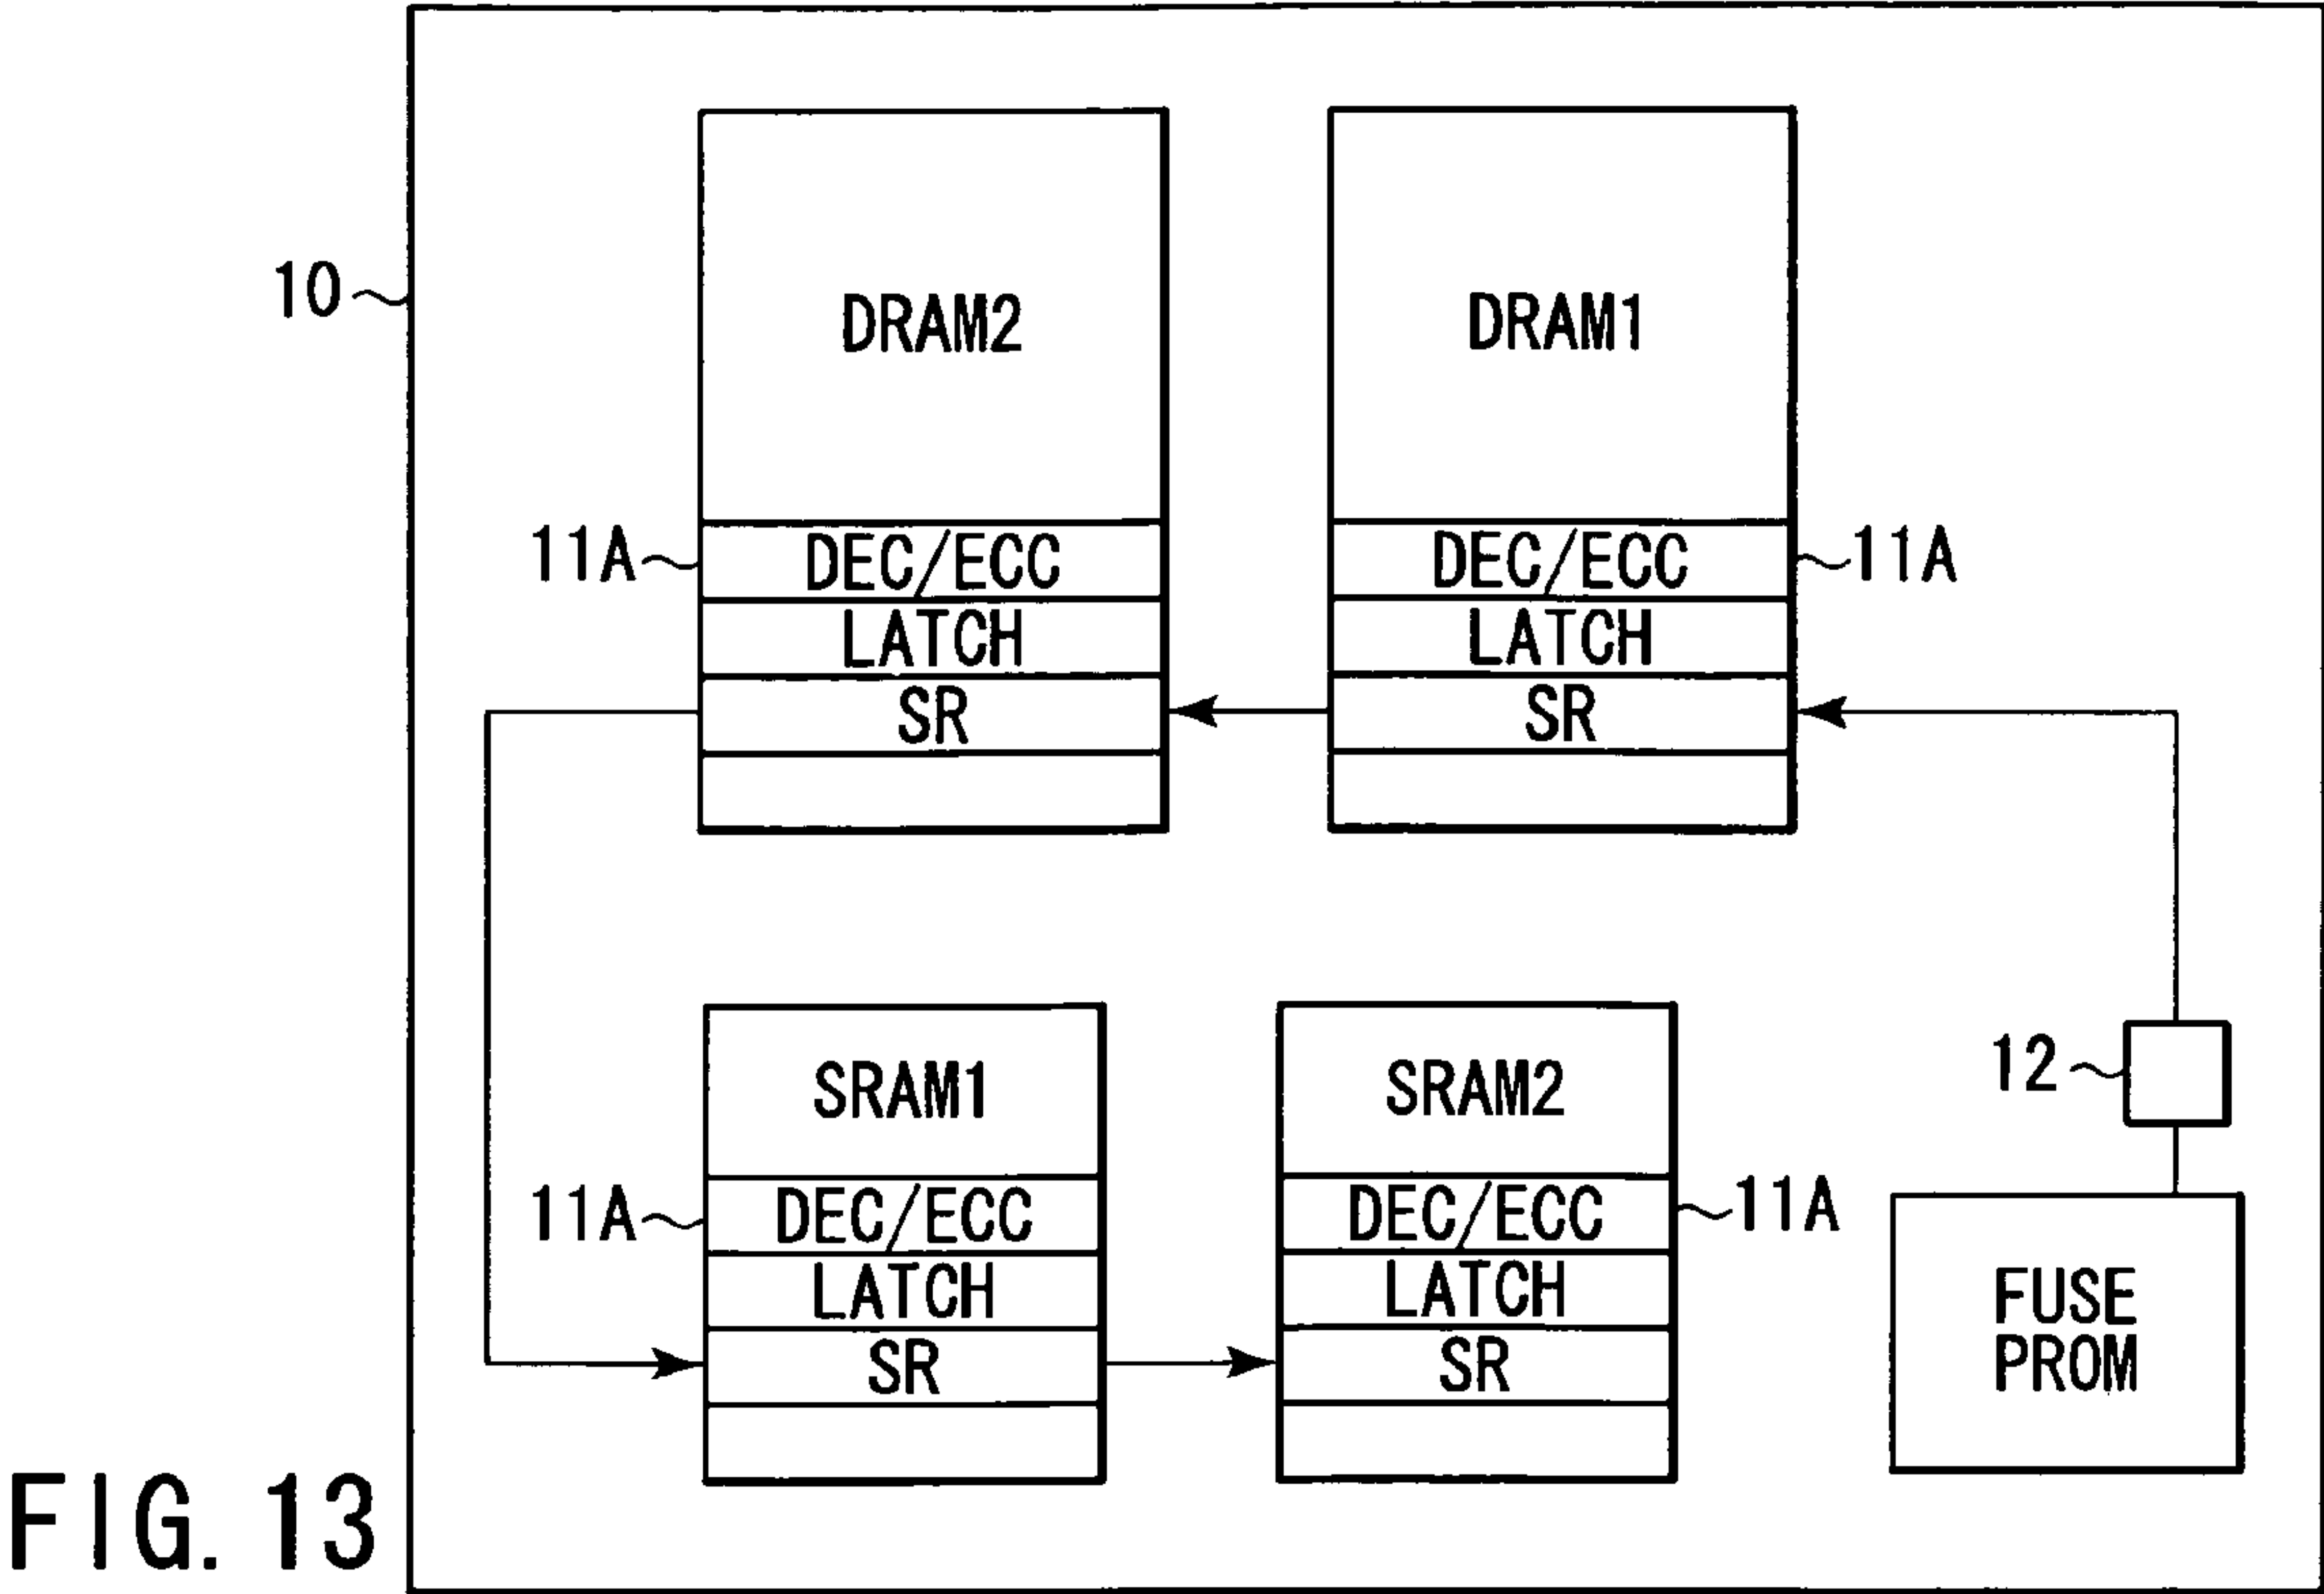 10
DRAM2
DRAM1
11A
DEC/ECC
DEC/ECC
11A
LATCH
LATCH
SR
SR
SRAM1
SRAM2
12
11A
DEC/ECC
DEC/ECC
11A
LATCH
LATCH
SR
SR
FUSE
PROM
FIG. 13